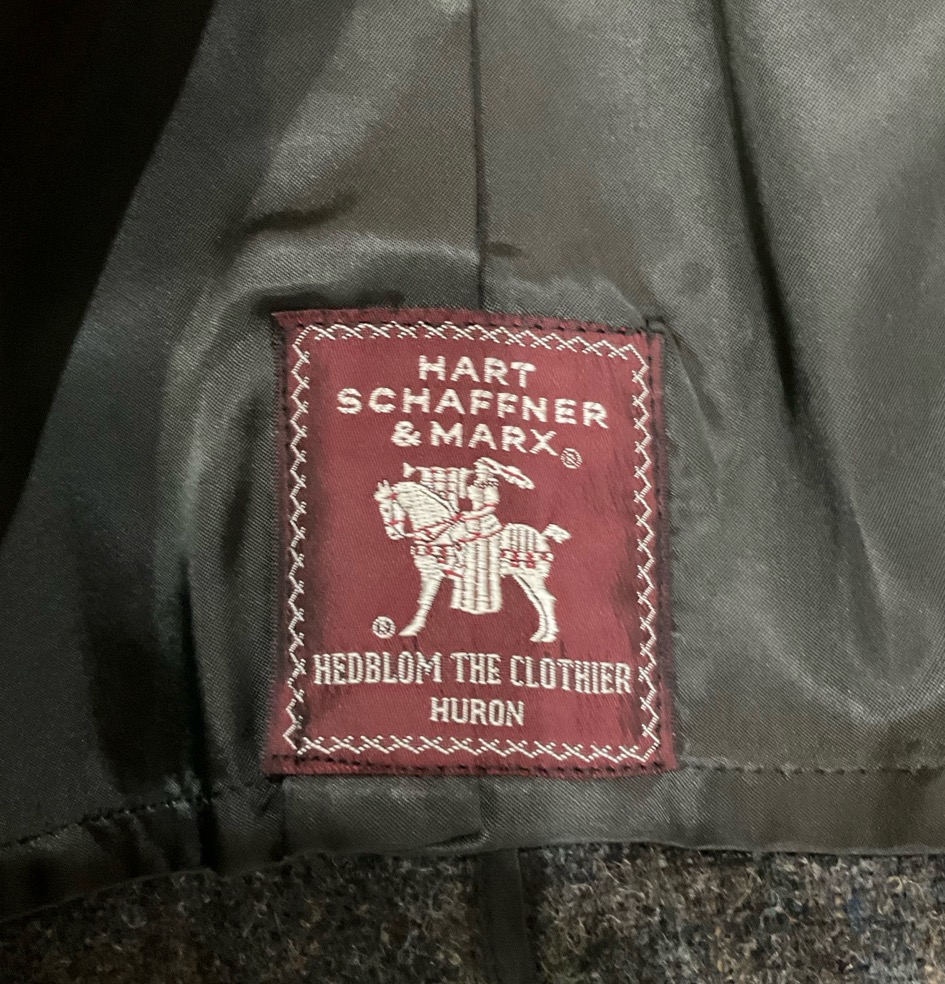 HART
SCHAFFNER
& MARX®
®
HEDBLOM THE CLOTHIER
HURON